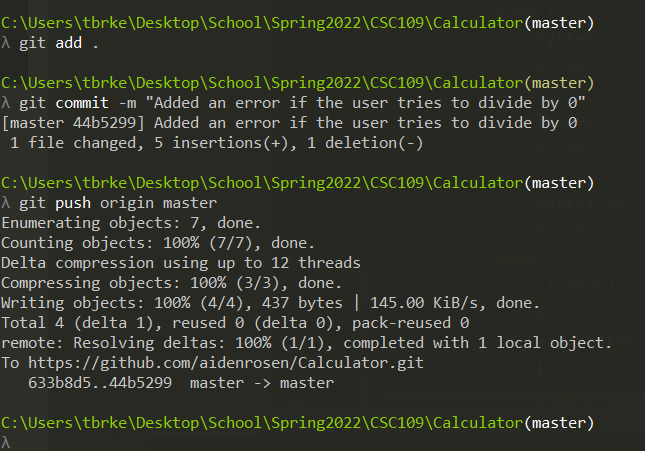 C:\Users\tbrke\Desktop\School\Spring2022\CSC109\Calculator(master)
λ git add .
C:\Users\tbrke\Desktop\School\Spring2022\CSC109\Calculator(master)
λ git commit -m "Added an error if the user tries to divide by 0"
[master 44b5299] Added an error if the user tries to divide by 0
 1 file changed, 5 insertions(+), 1 deletion(-)
C:\Users\tbrke\Desktop\School\Spring2022\CSC109\Calculator(master)
λ git push origin master
Enumerating objects: 7, done.
Counting objects: 100% (7/7), done.
Delta compression using up to 12 threads
Compressing objects: 100% (3/3), done.
Writing objects: 100% (4/4), 437 bytes | 145.00 KiB/s, done.
Total 4 (delta 1), reused 0 (delta 0), pack-reused 0
remote: Resolving deltas: 100% (1/1), completed with 1 local object.
To https://github.com/aidenrosen/Calculator.git
   633b8d5..44b5299  master -> master
C:\Users\tbrke\Desktop\School\Spring2022\CSC109\Calculator(master)
λ